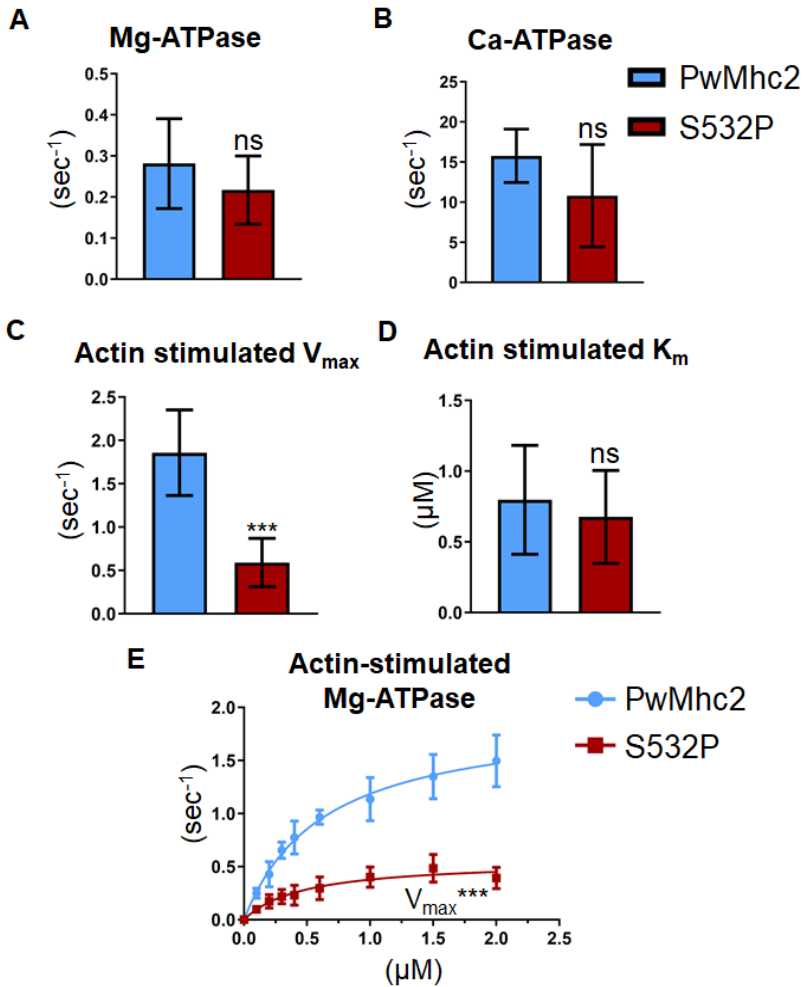 A
Mg-ATPase
0.5
0.4
0.3
0.2
0.1
0.0
(sec⁻¹)
ns
B
Ca-ATPase
25
20
15
10
5
0
(sec⁻¹)
ns
PwMhc2
S532P
C
Actin stimulated Vmax
2.5
2.0
1.5
1.0
0.5
0.0
(sec⁻¹)
***
D
Actin stimulated Km
1.5
1.0
0.5
0.0
(µM)
ns
E
Actin-stimulated
Mg-ATPase
2.0
1.5
1.0
0.5
0.0
(sec⁻¹)
Vmax***
0.0 0.5 1.0 1.5 2.0 2.5
(µM)
PwMhc2
S532P